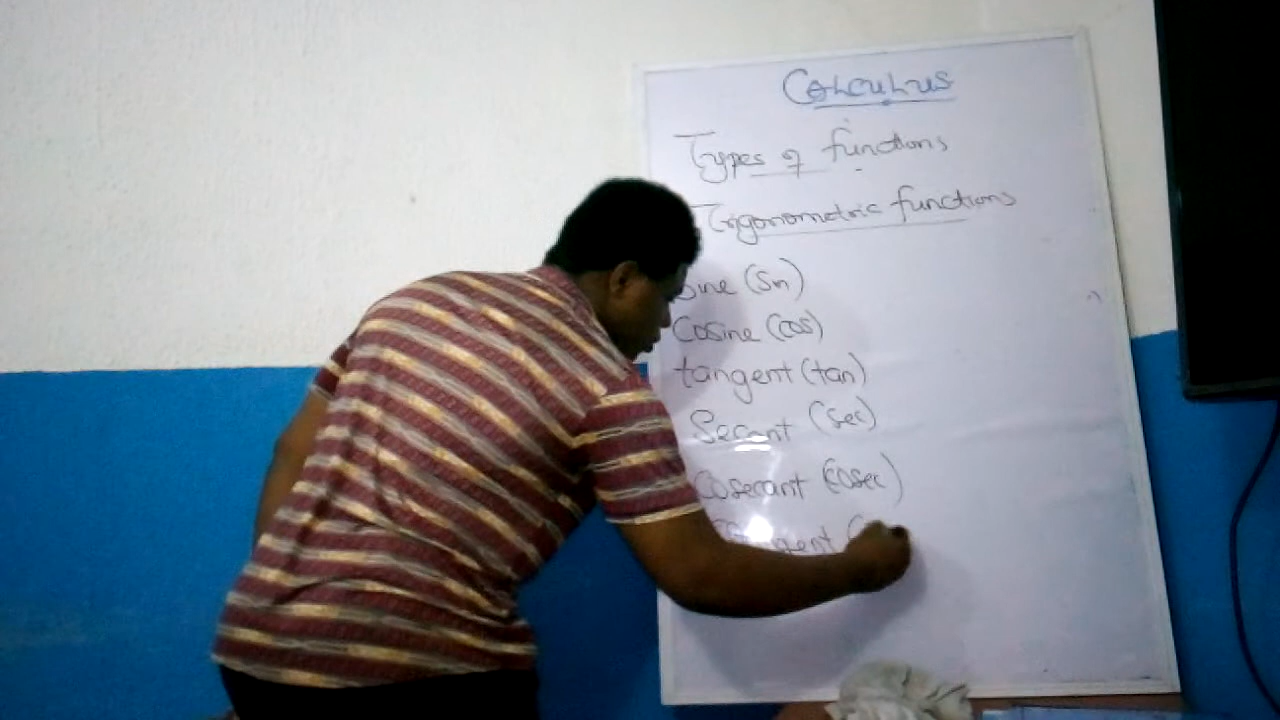 CALCULUS
Types of functions
Trigonometric functions
Sine (Sin)
Cosine (cos)
tangent (tan)
Secant (sec)
Cosecant (cosec)